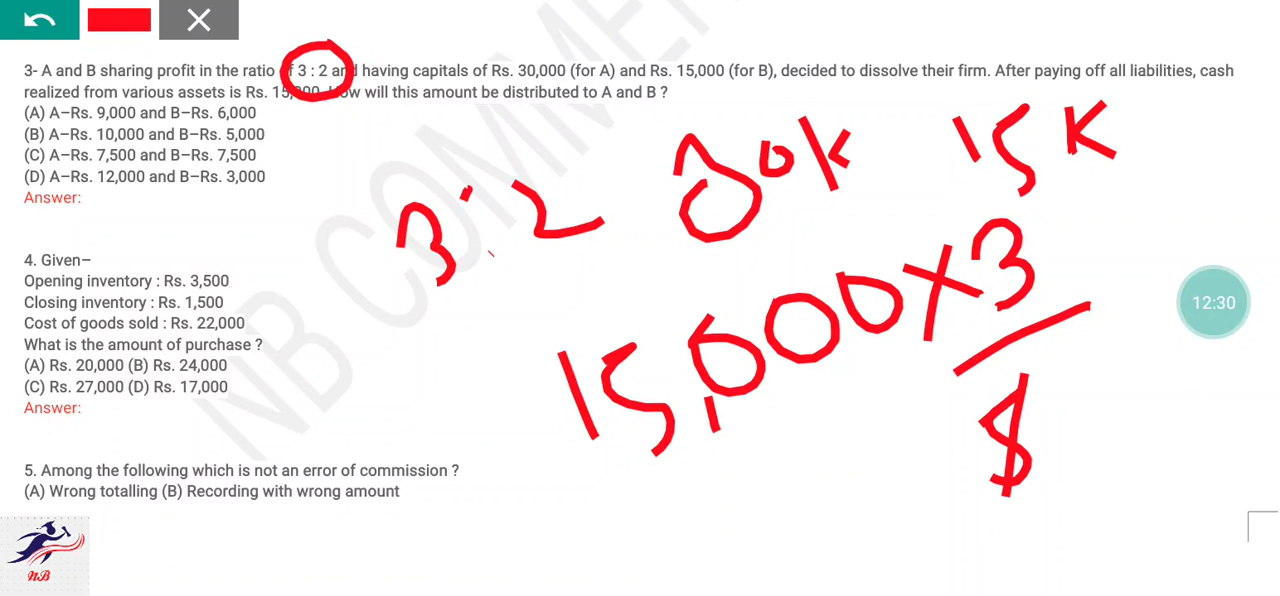 3- A and B sharing profit in the ratio of 3 : 2 and having capitals of Rs. 30,000 (for A) and Rs. 15,000 (for B), decided to dissolve their firm. After paying off all liabilities, cash
realized from various assets is Rs. 15,000. How will this amount be distributed to A and B ?
(A) A–Rs. 9,000 and B–Rs. 6,000
(B) A–Rs. 10,000 and B–Rs. 5,000
(C) A–Rs. 7,500 and B–Rs. 7,500
(D) A–Rs. 12,000 and B–Rs. 3,000
Answer:
30k 15K
3:2
15,000×3
5
12:30
4. Given–
Opening inventory : Rs. 3,500
Closing inventory : Rs. 1,500
Cost of goods sold : Rs. 22,000
What is the amount of purchase ?
(A) Rs. 20,000 (B) Rs. 24,000
(C) Rs. 27,000 (D) Rs. 17,000
Answer:
5. Among the following which is not an error of commission ?
(A) Wrong totalling (B) Recording with wrong amount
NB